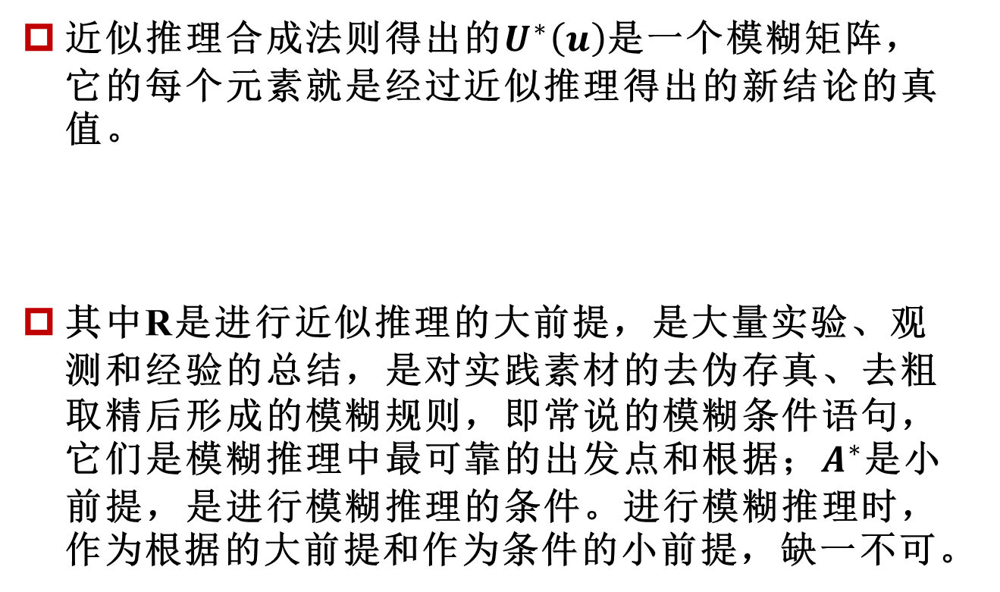 近似推理合成法则得出的U*(u)是一个模糊矩阵，
它的每个元素就是经过近似推理得出的新结论的真
值。
其中R是进行近似推理的大前提，是大量实验、观
测和经验的总结，是对实践素材的去伪存真、去粗
取精后形成的模糊规则，即常说的模糊条件语句，
它们是模糊推理中最可靠的出发点和根据；A*是小
前提，是进行模糊推理的条件。进行模糊推理时，
作为根据的大前提和作为条件的小前提，缺一不可。